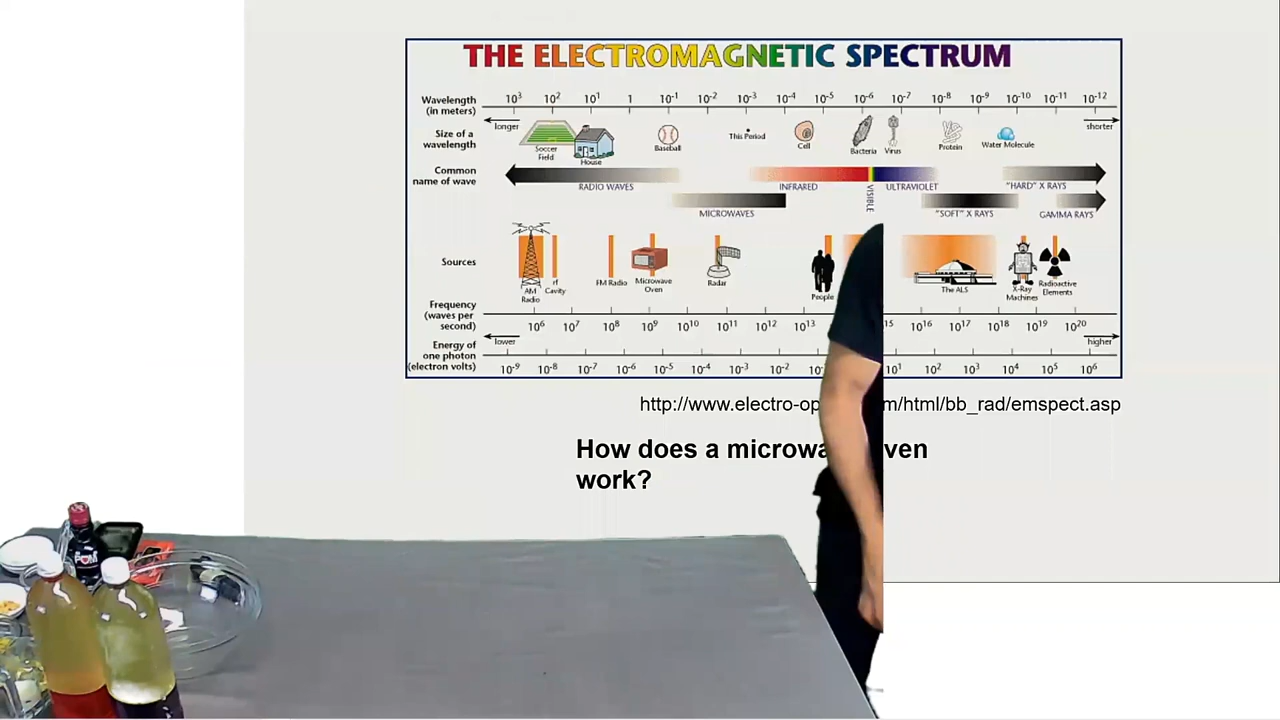 THE ELECTROMAGNETIC SPECTRUM
Wavelength
(in meters)
10³ 10² 10¹ 1 10⁻¹ 10⁻² 10⁻³ 10⁻⁴ 10⁻⁵ 10⁻⁶ 10⁻⁷ 10⁻⁸ 10⁻⁹ 10⁻¹⁰ 10⁻¹¹ 10⁻¹²
longer
shorter
Size of a
wavelength
Soccer
Field
House
Baseball
This Period
Cell
Bacteria
Virus
Protein
Water Molecule
Common
name of wave
RADIO WAVES
INFRARED
VISIBLE
ULTRAVIOLET
"HARD" X RAYS
MICROWAVES
"SOFT" X RAYS
GAMMA RAYS
Sources
AM
Radio
rf
Cavity
FM Radio
Microwave
Oven
Radar
People
The ALS
X-Ray
Machines
Radioactive
Elements
Frequency
(waves per
second)
10⁶ 10⁷ 10⁸ 10⁹ 10¹⁰ 10¹¹ 10¹² 10¹³ 10¹⁶ 10¹⁷ 10¹⁸ 10¹⁹ 10²⁰
lower
higher
Energy of
one photon
(electron volts)
10⁻⁹ 10⁻⁸ 10⁻⁷ 10⁻⁶ 10⁻⁵ 10⁻⁴ 10⁻³ 10⁻² 10¹ 10² 10³ 10⁴ 10⁵ 10⁶
http://www.electro-op m/html/bb_rad/emspect.asp
How does a
work?
POM